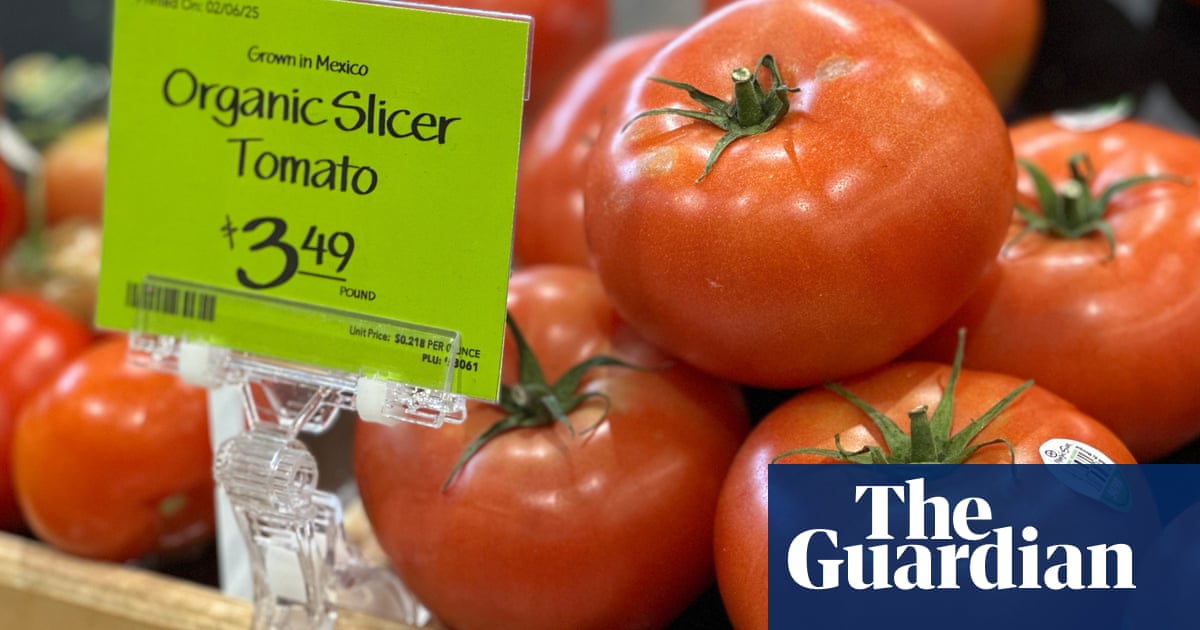 Printed On: 02/06/25
Grown in Mexico
Organic Slicer
Tomato
$3 49
POUND
Unit Price: $0.218 PER OUNCE
PLU:
The
Guardian